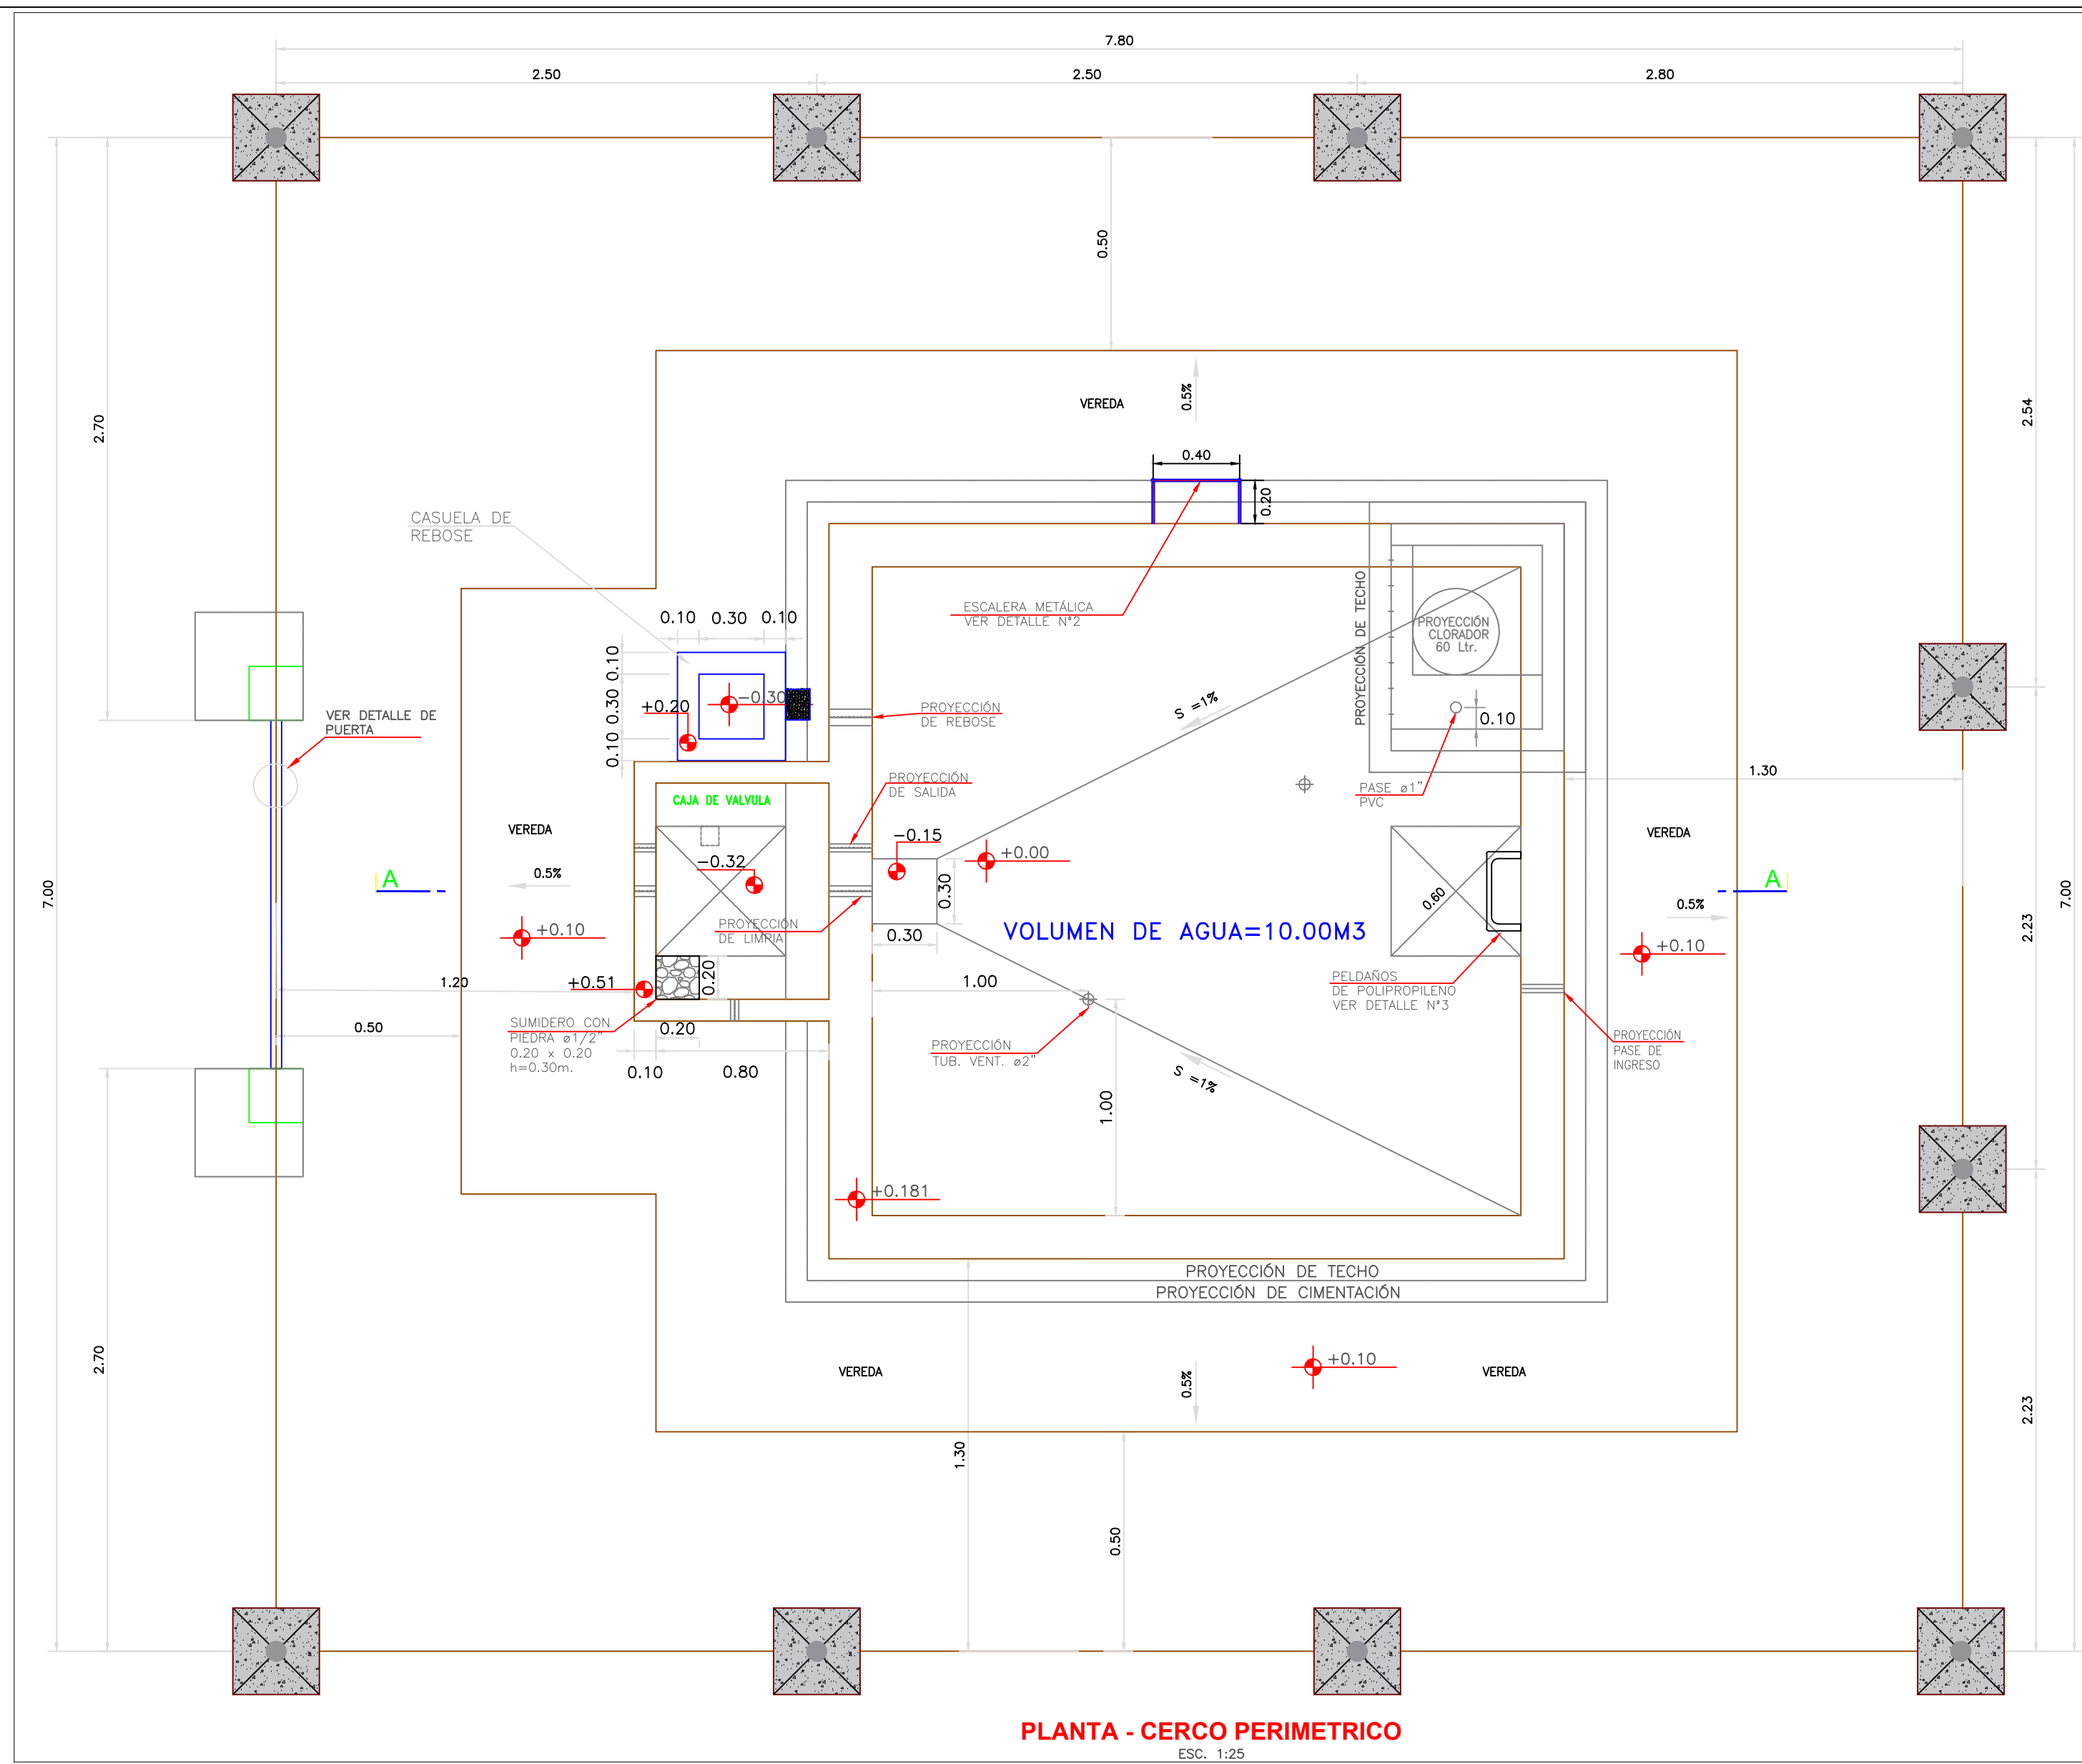 7.80
2.50
2.50
2.80
0.50
2.70
2.54
VEREDA
0.5%
0.40
0.20
CASUELA DE
REBOSE
ESCALERA METÁLICA
VER DETALLE N°2
PROYECCIÓN DE TECHO
PROYECCIÓN
CLORADOR
60 Ltr.
0.10
0.30
0.10
0.10
0.30
0.10
+0.20
-0.30
PROYECCIÓN
DE REBOSE
S =1%
0.10
VER DETALLE DE
PUERTA
PROYECCIÓN
DE SALIDA
PASE ø1"
PVC
1.30
CAJA DE VALVULA
VEREDA
VEREDA
-0.15
+0.00
-0.32
0.5%
A
A
7.00
7.00
0.30
0.30
0.60
0.5%
PROYECCIÓN
DE LIMPIA
VOLUMEN DE AGUA=10.00M3
2.23
+0.10
+0.10
+0.51
0.20
1.20
1.00
PELDAÑOS
DE POLIPROPILENO
VER DETALLE N°3
0.50
SUMIDERO CON
PIEDRA ø1/2"
0.20 x 0.20
h=0.30m.
0.20
0.10
0.80
PROYECCIÓN
TUB. VENT. ø2"
PROYECCIÓN
PASE DE
INGRESO
S =1%
1.00
+0.181
PROYECCIÓN DE TECHO
PROYECCIÓN DE CIMENTACIÓN
2.70
VEREDA
0.5%
+0.10
VEREDA
2.23
1.30
0.50
PLANTA - CERCO PERIMETRICO
ESC. 1:25